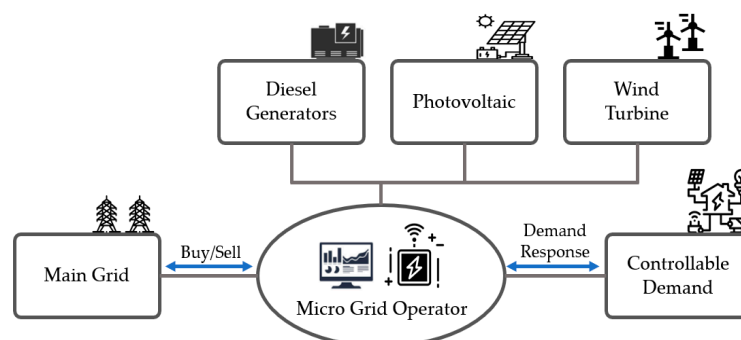 Diesel
Generators
Photovoltaic
Wind
Turbine
Main Grid
Buy/Sell
Micro Grid Operator
Demand
Response
Controllable
Demand